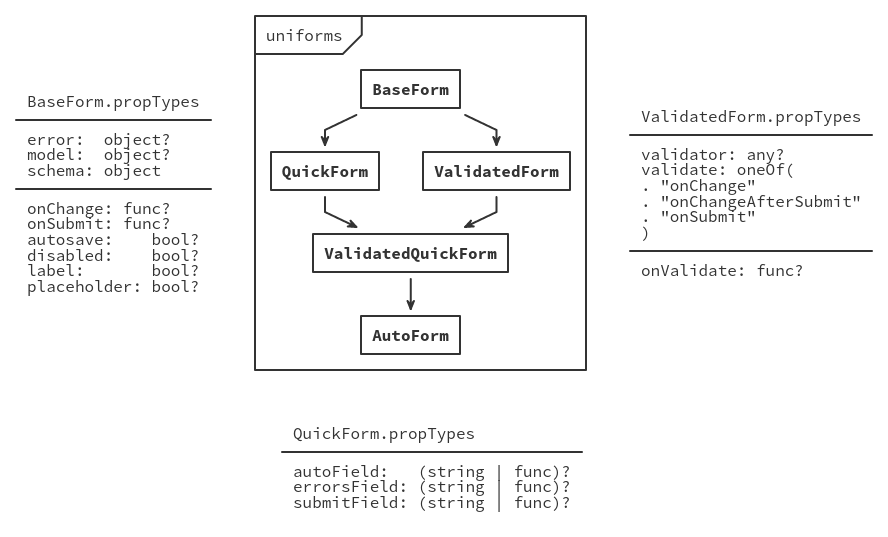 uniforms
BaseForm
QuickForm
ValidatedForm
ValidatedQuickForm
AutoForm
BaseForm.propTypes
error:  object?
model:  object?
schema: object
onChange: func?
onSubmit: func?
autosave:    bool?
disabled:    bool?
label:       bool?
placeholder: bool?
ValidatedForm.propTypes
validator: any?
validate: oneOf(
. "onChange"
. "onChangeAfterSubmit"
. "onSubmit"
)
onValidate: func?
QuickForm.propTypes
autoField:   (string | func)?
errorsField: (string | func)?
submitField: (string | func)?